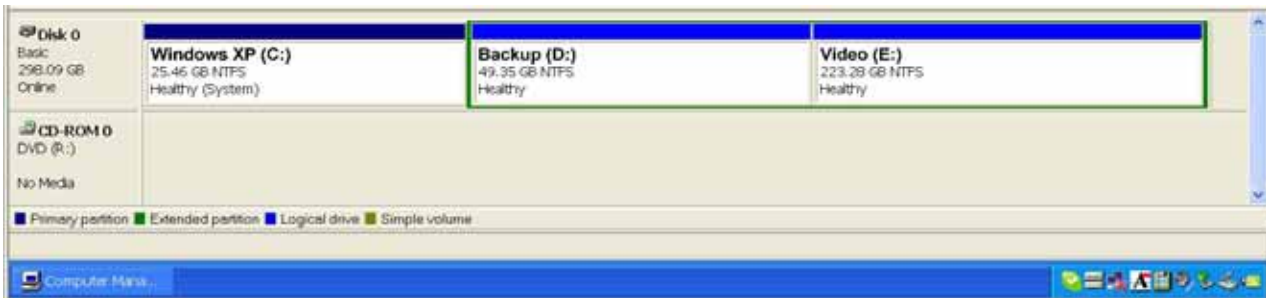 Disk 0
Basic
298.09 GB
Online
Windows XP (C:)
25.46 GB NTFS
Healthy (System)
Backup (D:)
49.35 GB NTFS
Healthy
Video (E:)
223.28 GB NTFS
Healthy
CD-ROM 0
DVD (R:)
No Media
Primary partition Extended partition Logical drive Simple volume
Computer Mana...